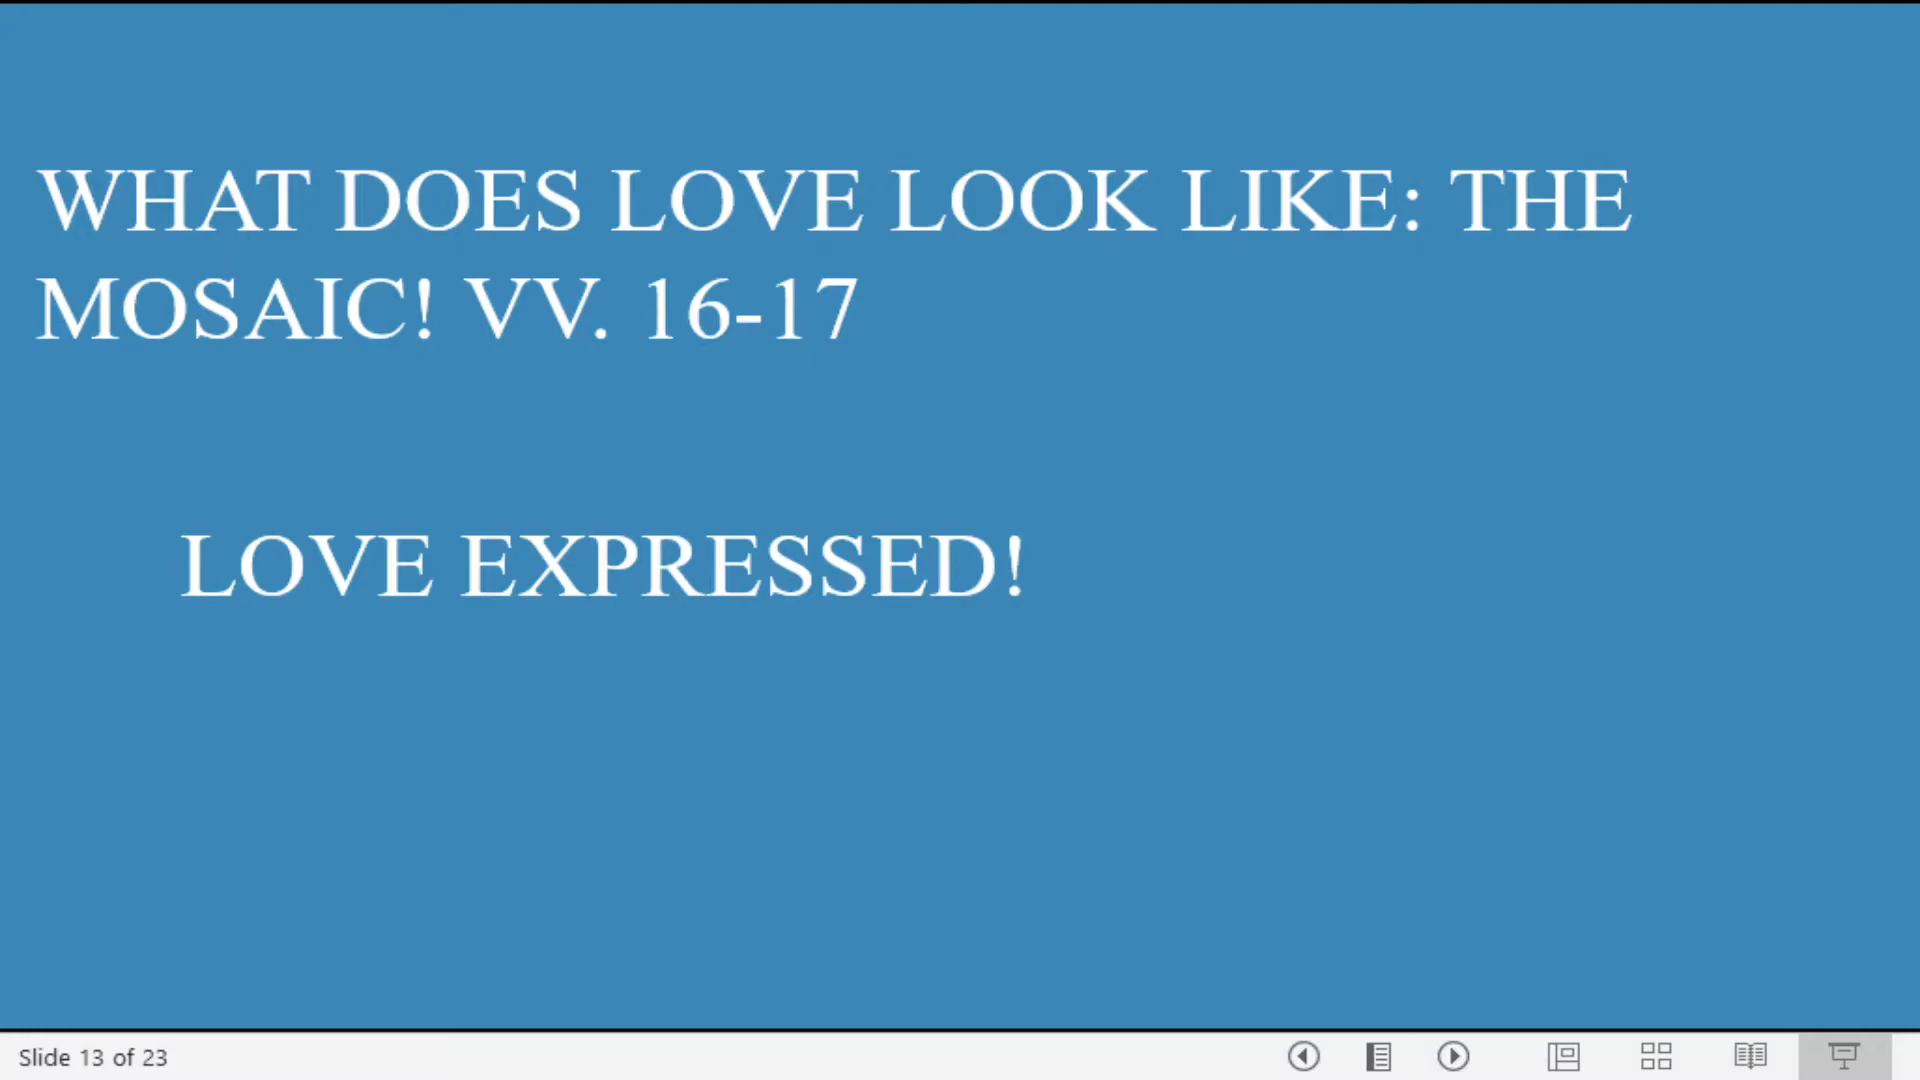 WHAT DOES LOVE LOOK LIKE: THE
MOSAIC! VV. 16-17
LOVE EXPRESSED!
Slide 13 of 23